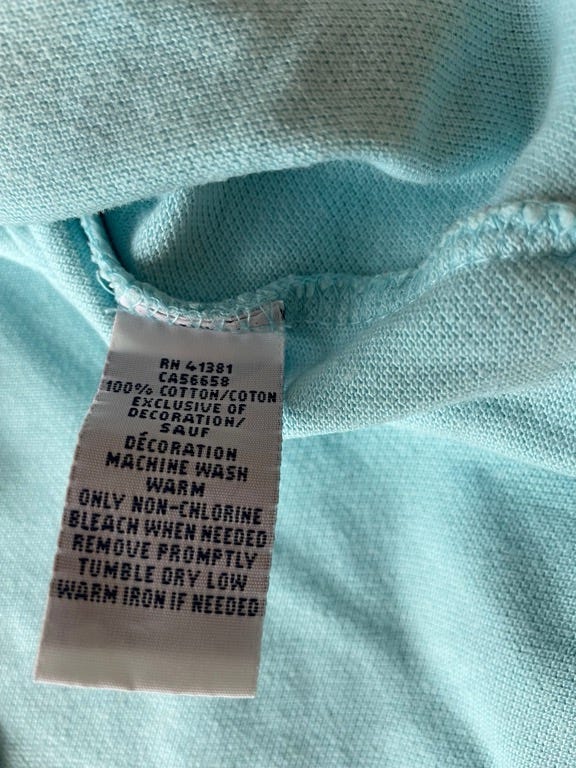 RN 41381
CA56658
100% COTTON/COTON
EXCLUSIVE OF
DECORATION/
SAUF
DÉCORATION
MACHINE WASH
WARM
ONLY NON-CHLORINE
BLEACH WHEN NEEDED
REMOVE PROMPTLY
TUMBLE DRY LOW
WARM IRON IF NEEDED